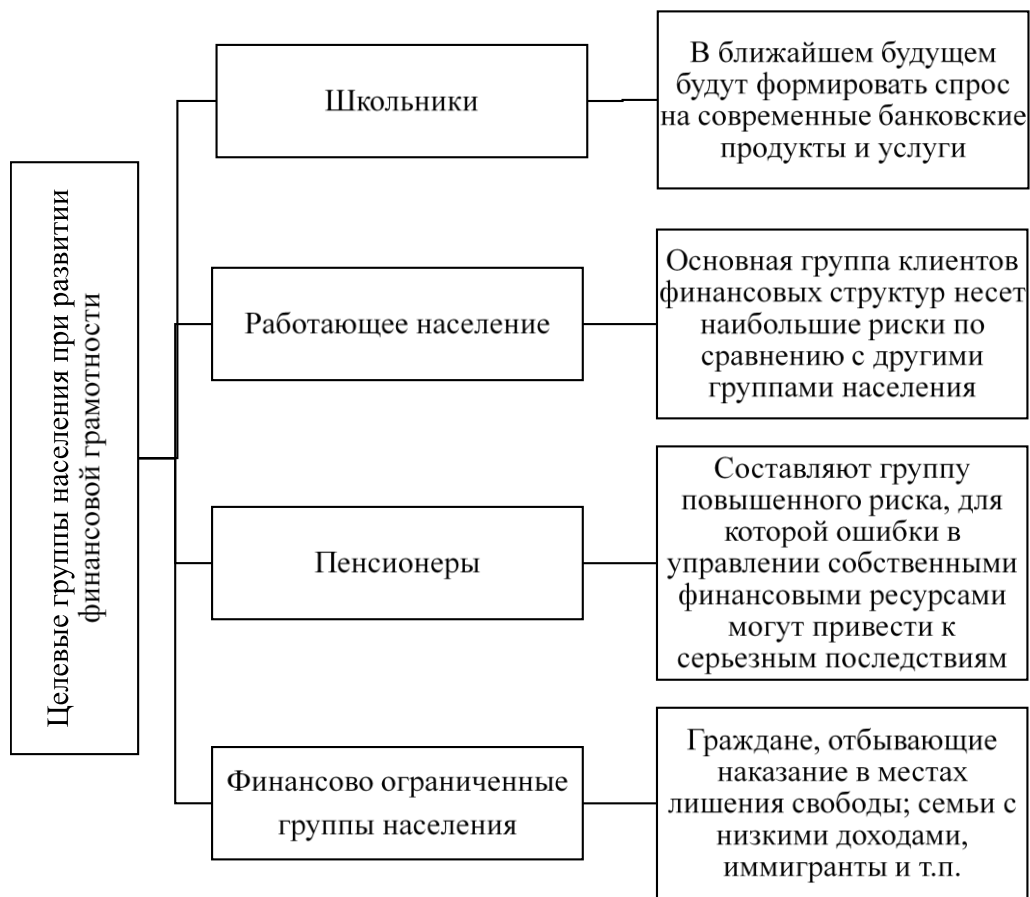 Целевые группы населения при развитии
финансовой грамотности
Школьники
В ближайшем будущем
будут формировать спрос
на современные банковские
продукты и услуги
Работающее население
Основная группа клиентов
финансовых структур несет
наибольшие риски по
сравнению с другими
группами населения
Пенсионеры
Составляют группу
повышенного риска, для
которой ошибки в
управлении собственными
финансовыми ресурсами
могут привести к
серьезным последствиям
Финансово ограниченные
группы населения
Граждане, отбывающие
наказание в местах
лишения свободы; семьи с
низкими доходами,
иммигранты и т.п.